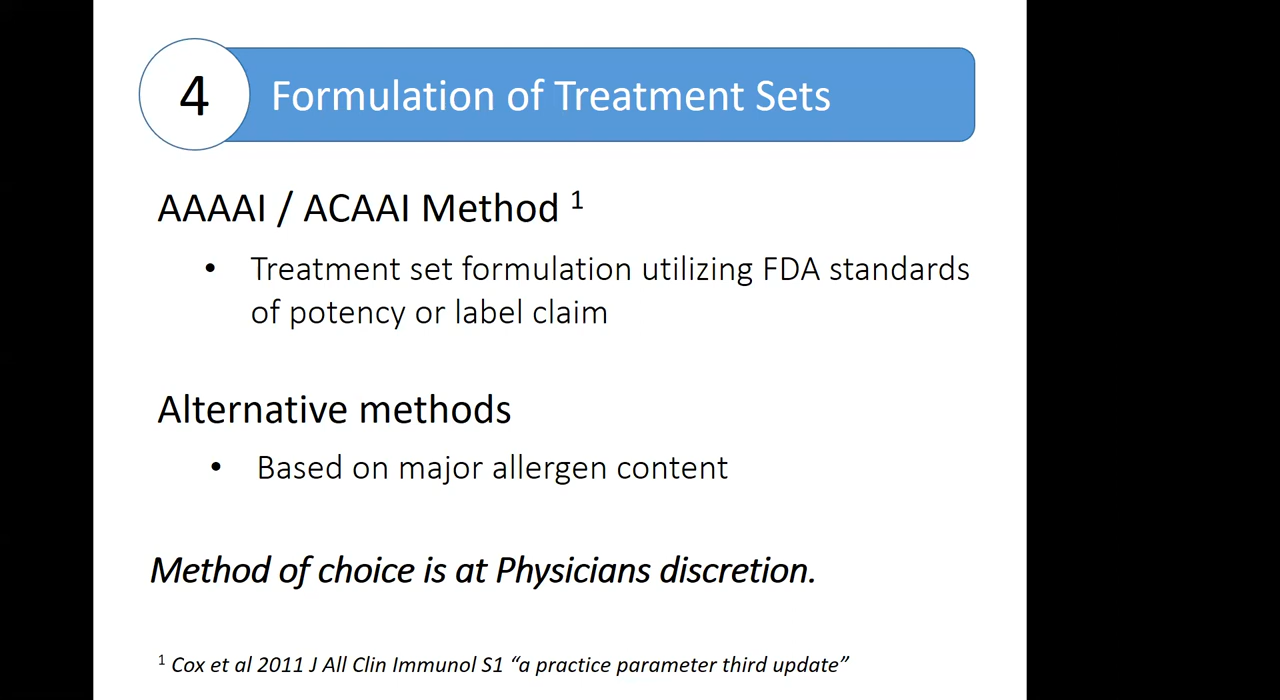 4
Formulation of Treatment Sets
AAAAI / ACAAI Method 1
• Treatment set formulation utilizing FDA standards
of potency or label claim
Alternative methods
• Based on major allergen content
Method of choice is at Physicians discretion.
1 Cox et al 2011 J All Clin Immunol S1 “a practice parameter third update”